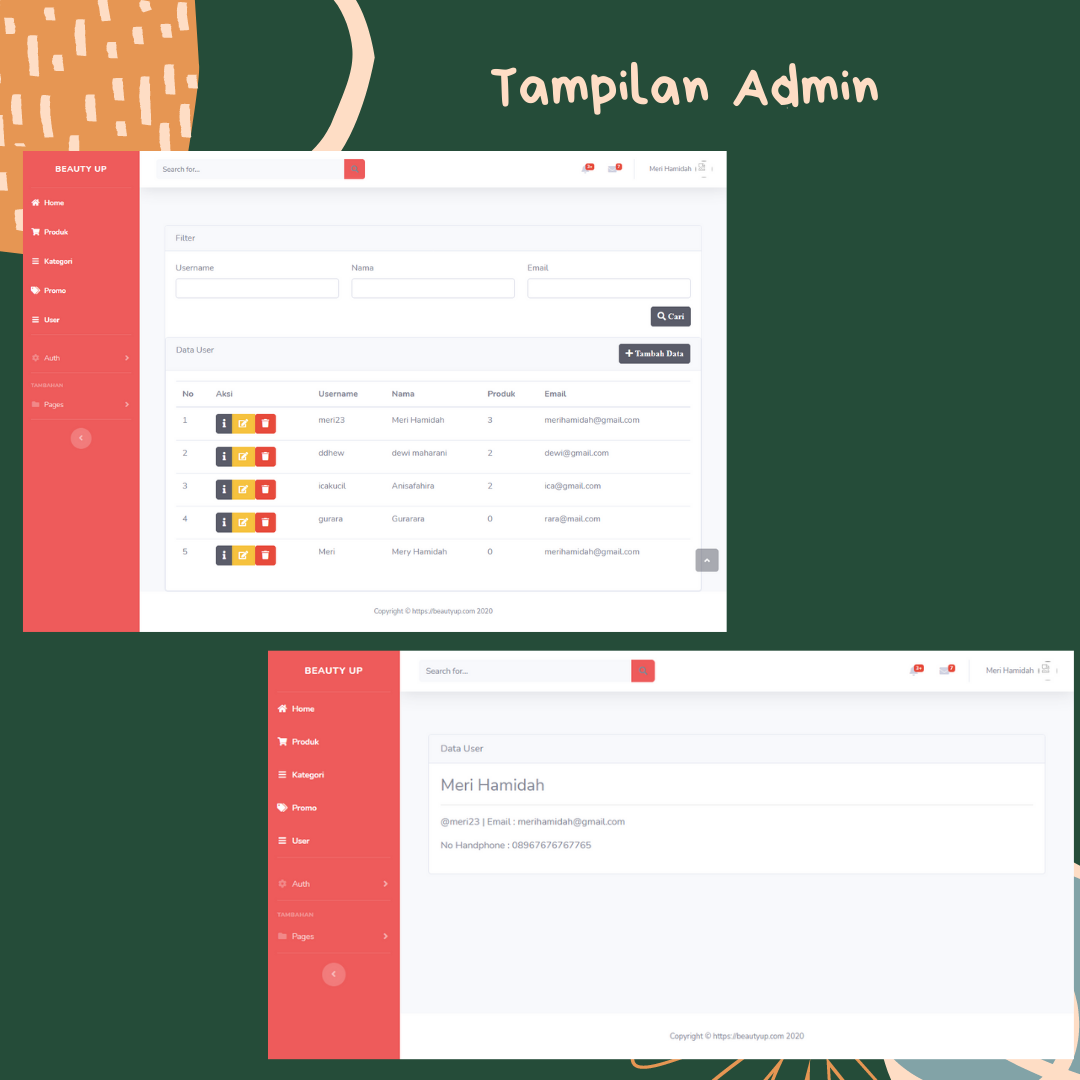 Tampilan Admin
BEAUTY UP
Search for...
3+
7
Meri Hamidah
Home
Produk
Kategori
Promo
User
Auth
TAMBAHAN
Pages
Filter
Username Nama Email
Cari
Data User
Tambah Data
No Aksi Username Nama Produk Email
1 meri23 Meri Hamidah 3 merihamidah@gmail.com
2 ddhew dewi maharani 2 dewi@gmail.com
3 icakucil Anisafahira 2 ica@gmail.com
4 gurara Gurarara 0 rara@mail.com
5 Meri Mery Hamidah 0 merihamidah@gmail.com
Copyright © https://beautyup.com 2020
BEAUTY UP
Search for...
3+
7
Meri Hamidah
Home
Produk
Kategori
Promo
User
Auth
TAMBAHAN
Pages
Data User
Meri Hamidah
@meri23 | Email : merihamidah@gmail.com
No Handphone : 08967676767765
Copyright © https://beautyup.com 2020